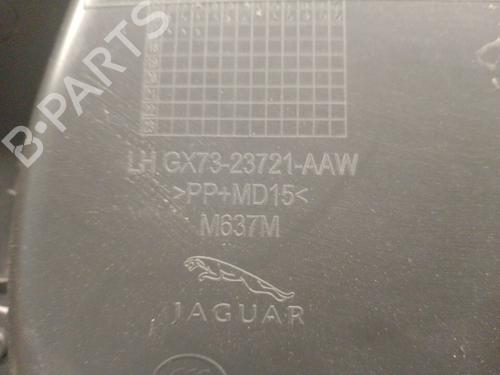 B-PARTS
LH GX73-23721-AAW
>PP+MD15<
M637M
JAGUAR